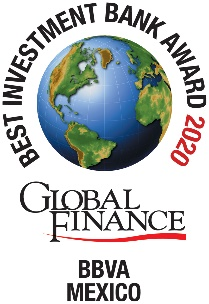 BEST INVESTMENT BANK AWARD 2020
GLOBAL
FINANCE
BBVA
MEXICO